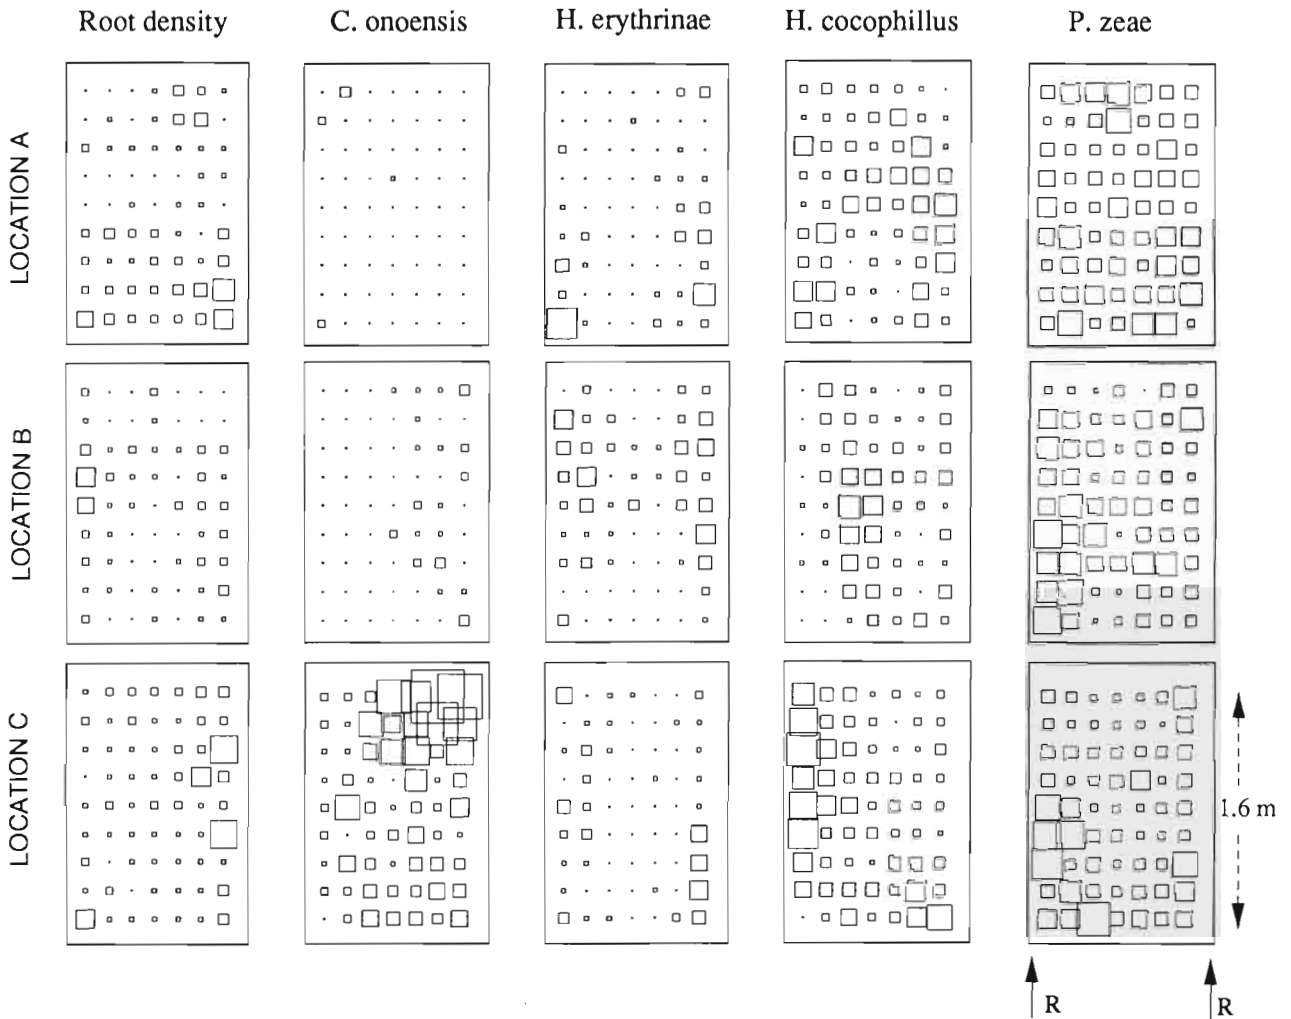 Root density C. onoensis H. erythrinae H. cocophillus P. zeae
LOCATION A
LOCATION B
LOCATION C
1.6 m
R R